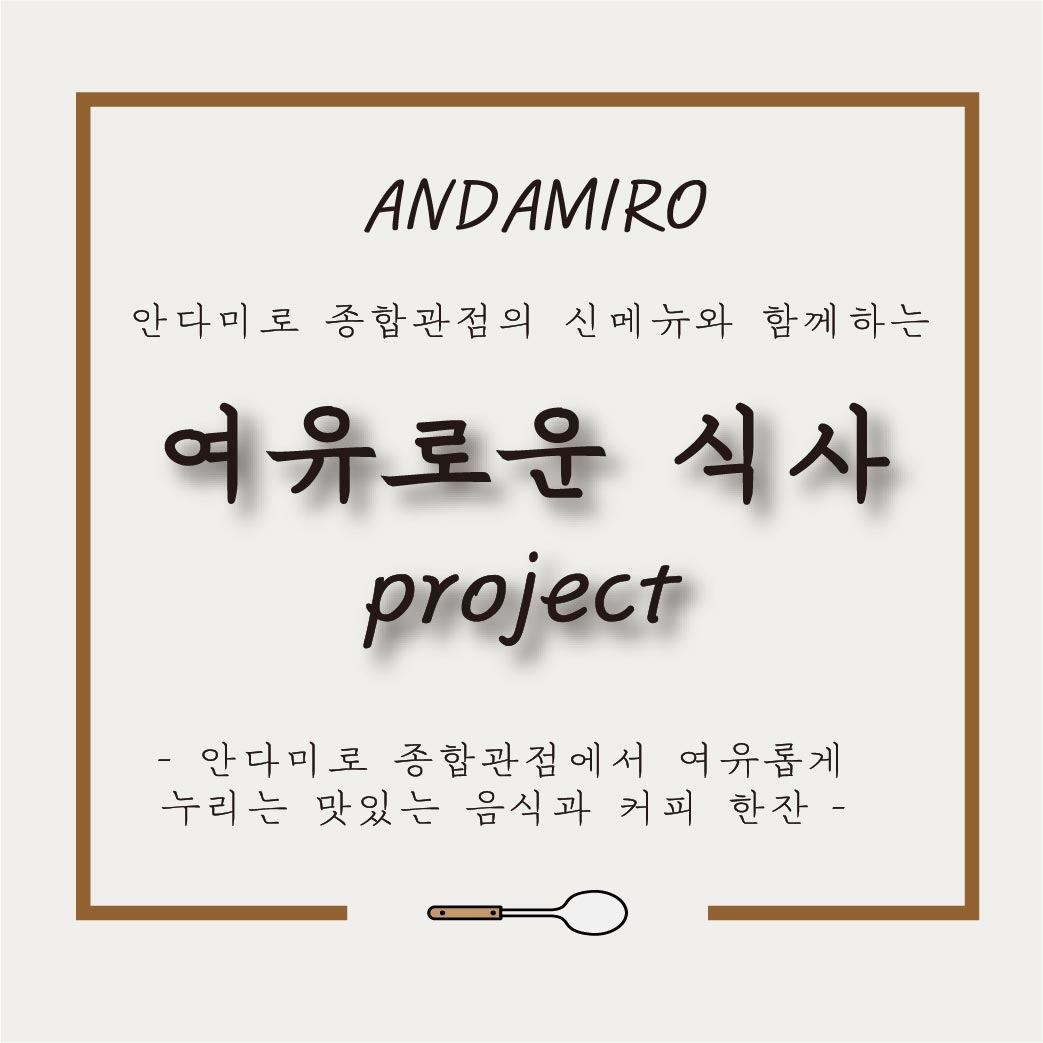 ANDAMIRO
안다미로 종합관점의 신메뉴와 함께하는
여유로운 식사
project
- 안다미로 종합관점에서 여유롭게
누리는 맛있는 음식과 커피 한잔 -